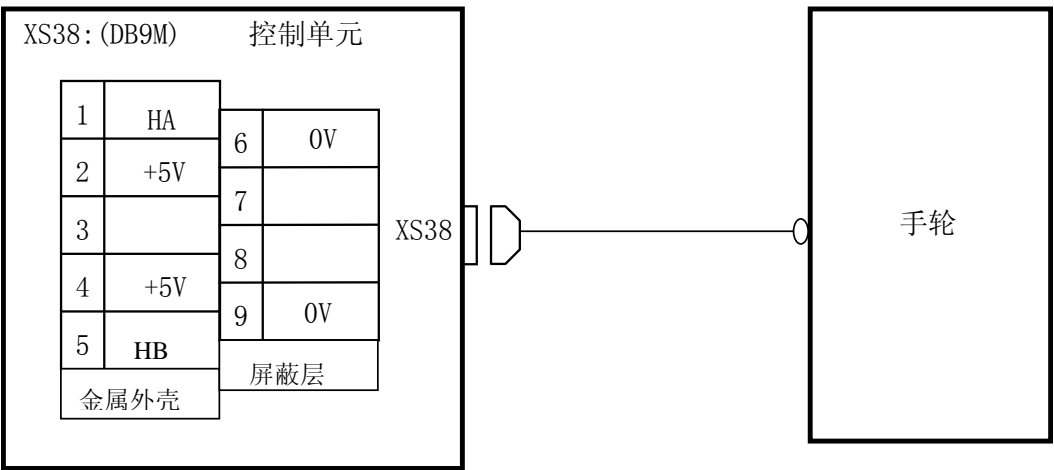 XS38:(DB9M) 控制单元
1 HA
6 0V
2 +5V
7
3
XS38
手轮
8
4 +5V
9 0V
5 HB
屏蔽层
金属外壳